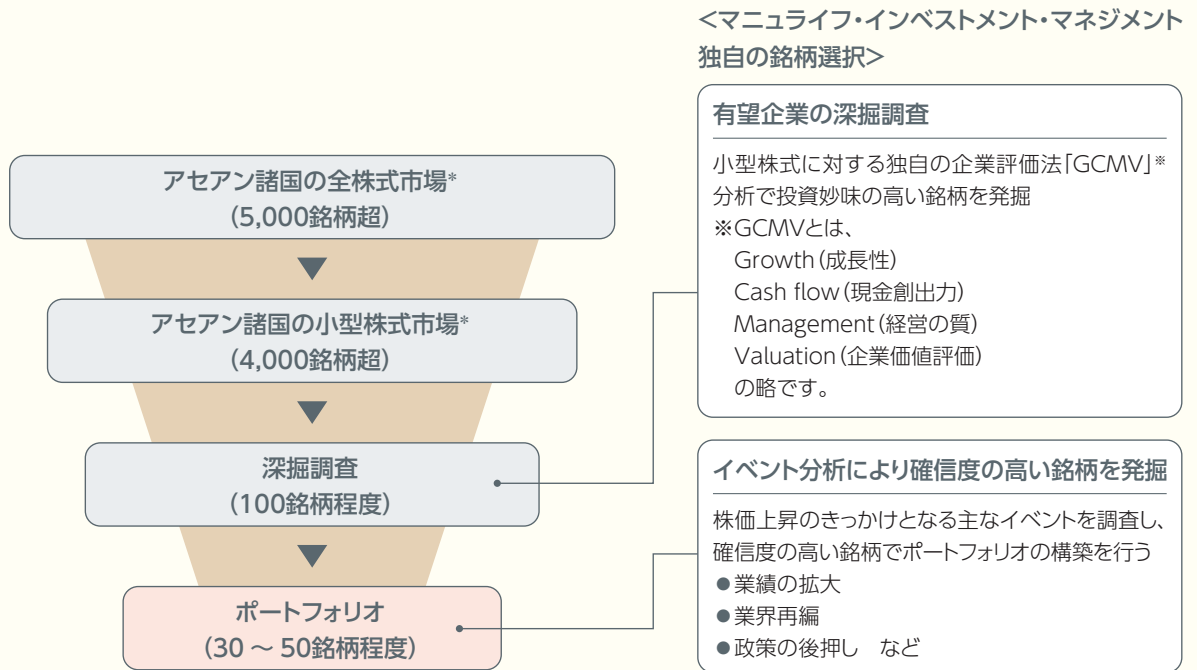 <マニュライフ・インベストメント・マネジメント
独自の銘柄選択>
有望企業の深掘調査
小型株式に対する独自の企業評価法「GCMV」※
分析で投資妙味の高い銘柄を発掘
※GCMVとは、
Growth(成長性)
Cash flow(現金創出力)
Management(経営の質)
Valuation(企業価値評価)
の略です。
アセアン諸国の全株式市場*
(5,000銘柄超)
アセアン諸国の小型株式市場*
(4,000銘柄超)
深掘調査
(100銘柄程度)
ポートフォリオ
(30 ～ 50銘柄程度)
イベント分析により確信度の高い銘柄を発掘
株価上昇のきっかけとなる主なイベントを調査し、
確信度の高い銘柄でポートフォリオの構築を行う
●業績の拡大
●業界再編
●政策の後押し　など